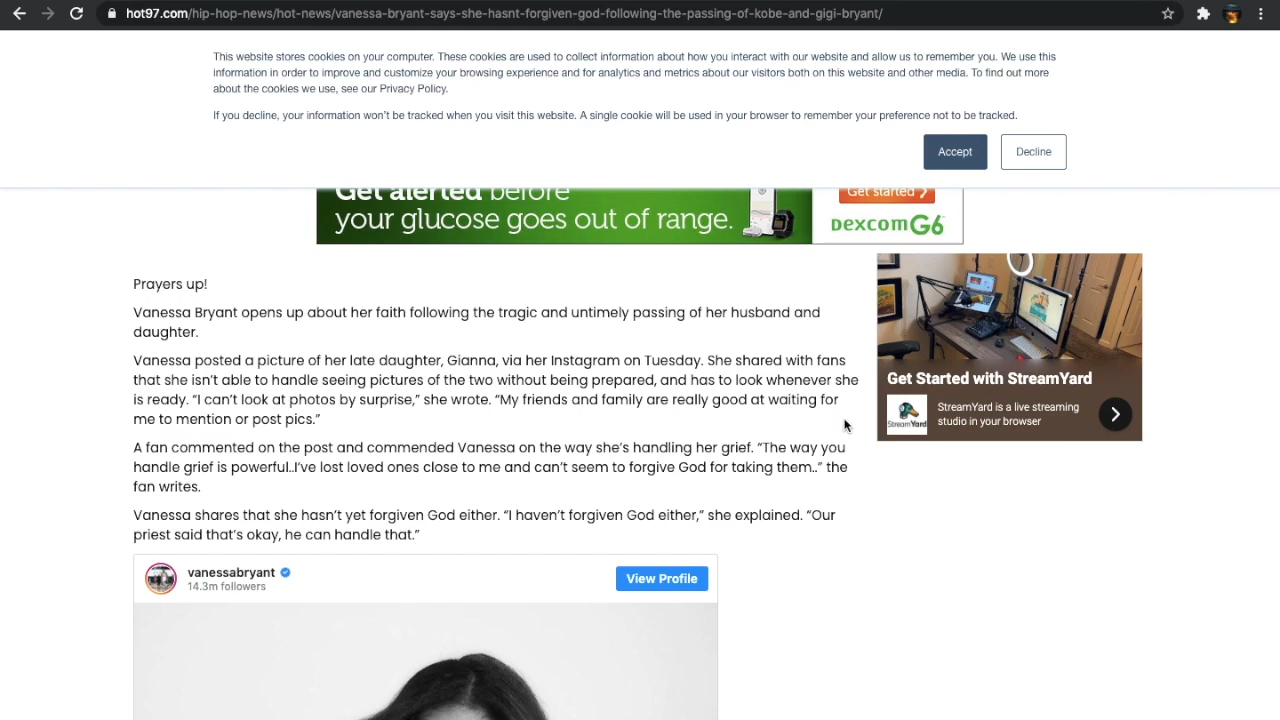 hot97.com/hip-hop-news/hot-news/vanessa-bryant-says-she-hasnt-forgiven-god-following-the-passing-of-kobe-and-gigi-bryant/
This website stores cookies on your computer. These cookies are used to collect information about how you interact with our website and allow us to remember you. We use this
information in order to improve and customize your browsing experience and for analytics and metrics about our visitors both on this website and other media. To find out more
about the cookies we use, see our Privacy Policy.
If you decline, your information won't be tracked when you visit this website. A single cookie will be used in your browser to remember your preference not to be tracked.
Accept
Decline
Get alerted before
your glucose goes out of range.
Get started
Dexcom G6
Prayers up!
Vanessa Bryant opens up about her faith following the tragic and untimely passing of her husband and
daughter.
Vanessa posted a picture of her late daughter, Gianna, via her Instagram on Tuesday. She shared with fans
that she isn't able to handle seeing pictures of the two without being prepared, and has to look whenever she
is ready. “I can't look at photos by surprise,” she wrote. “My friends and family are really good at waiting for
me to mention or post pics.”
A fan commented on the post and commended Vanessa on the way she's handling her grief. “The way you
handle grief is powerful..I've lost loved ones close to me and can't seem to forgive God for taking them..” the
fan writes.
Vanessa shares that she hasn't yet forgiven God either. “I haven't forgiven God either,” she explained. “Our
priest said that's okay, he can handle that.”
Get Started with StreamYard
StreamYard
StreamYard is a live streaming
studio in your browser
vanessabryant
14.3m followers
View Profile